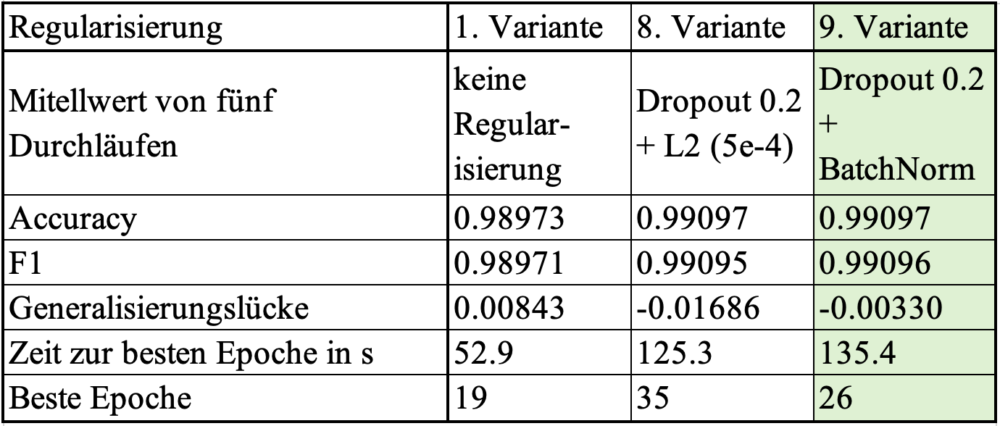 Regularisierung 1. Variante 8. Variante 9. Variante
Mitellwert von fünf
Durchläufen
keine
Regular-
isierung
Dropout 0.2
+ L2 (5e-4)
Dropout 0.2
+
BatchNorm
Accuracy 0.98973 0.99097 0.99097
F1 0.98971 0.99095 0.99096
Generalisierungslücke 0.00843 -0.01686 -0.00330
Zeit zur besten Epoche in s 52.9 125.3 135.4
Beste Epoche 19 35 26